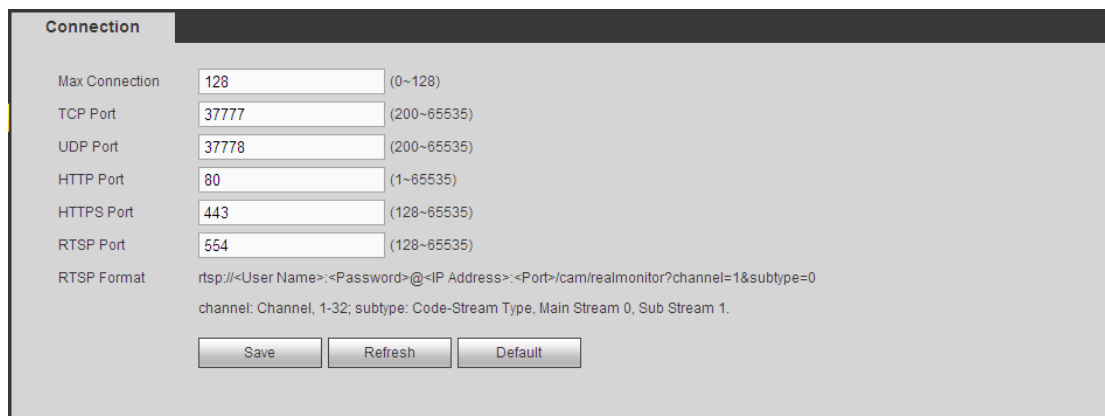 Connection
Max Connection 128 (0~128)
TCP Port 37777 (200~65535)
UDP Port 37778 (200~65535)
HTTP Port 80 (1~65535)
HTTPS Port 443 (128~65535)
RTSP Port 554 (128~65535)
RTSP Format rtsp://<User Name>:<Password>@<IP Address>:<Port>/cam/realmonitor?channel=1&subtype=0
channel: Channel, 1-32; subtype: Code-Stream Type, Main Stream 0, Sub Stream 1.
Save Refresh Default